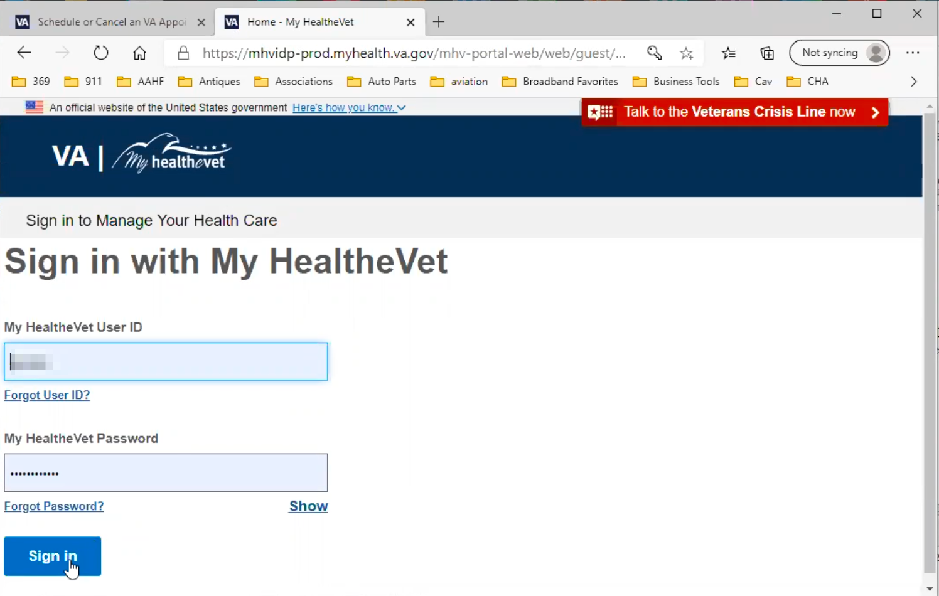 VA Schedule or Cancel an VA Appoi
VA Home - My HealtheVet
https://mhvidp-prod.myhealth.va.gov/mhv-portal-web/web/guest/...
Not syncing
369 911 AAHF Antiques Associations Auto Parts aviation Broadband Favorites Business Tools Cav CHA
An official website of the United States government Here's how you know.
Talk to the Veterans Crisis Line now
VA | My healthevet
Sign in to Manage Your Health Care
Sign in with My HealtheVet
My HealtheVet User ID
Forgot User ID?
My HealtheVet Password
Forgot Password? Show
Sign in